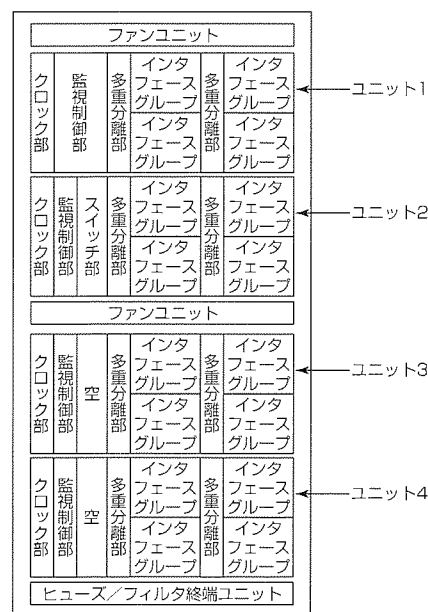 ファンユニット
クロック部
監視制御部
多重分離部
インタ
フェース
グループ
インタ
フェース
グループ
多重分離部
インタ
フェース
グループ
インタ
フェース
グループ
ユニット1
クロック部
監視制御部
スイッチ部
多重分離部
インタ
フェース
グループ
インタ
フェース
グループ
多重分離部
インタ
フェース
グループ
インタ
フェース
グループ
ユニット2
ファンユニット
クロック部
監視制御部
空
多重分離部
インタ
フェース
グループ
インタ
フェース
グループ
多重分離部
インタ
フェース
グループ
インタ
フェース
グループ
ユニット3
クロック部
監視制御部
空
多重分離部
インタ
フェース
グループ
インタ
フェース
グループ
多重分離部
インタ
フェース
グループ
インタ
フェース
グループ
ユニット4
ヒューズ/フィルタ終端ユニット